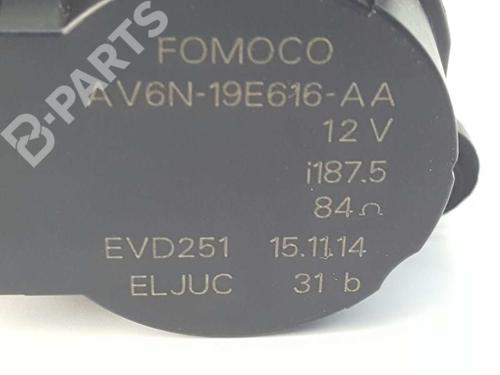 B-PARTS
FOMOCO
AV6N-19E616-AA
12 V
i187.5
84Ω
EVD251 15.11.14
ELJUC 31 b